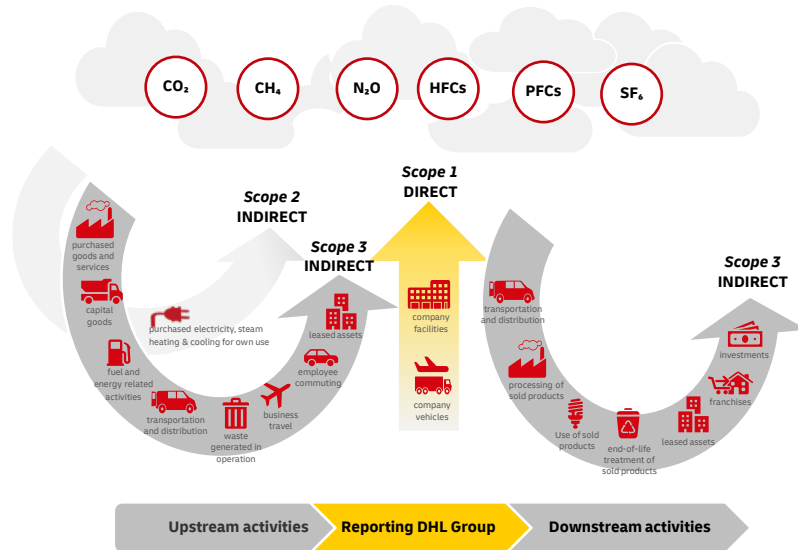 CO₂
CH₄
N₂O
HFCs
PFCs
SF₆
Scope 1
DIRECT
Scope 2
INDIRECT
Scope 3
INDIRECT
Scope 3
INDIRECT
purchased
goods and
services
capital
goods
purchased electricity, steam
heating & cooling for own use
fuel and
energy related
activities
transportation
and distribution
waste
generated in
operation
business
travel
employee
commuting
leased assets
company
facilities
company
vehicles
transportation
and distribution
processing of
sold products
Use of sold
products
end-of-life
treatment of
sold products
leased assets
franchises
investments
Upstream activities
Reporting DHL Group
Downstream activities